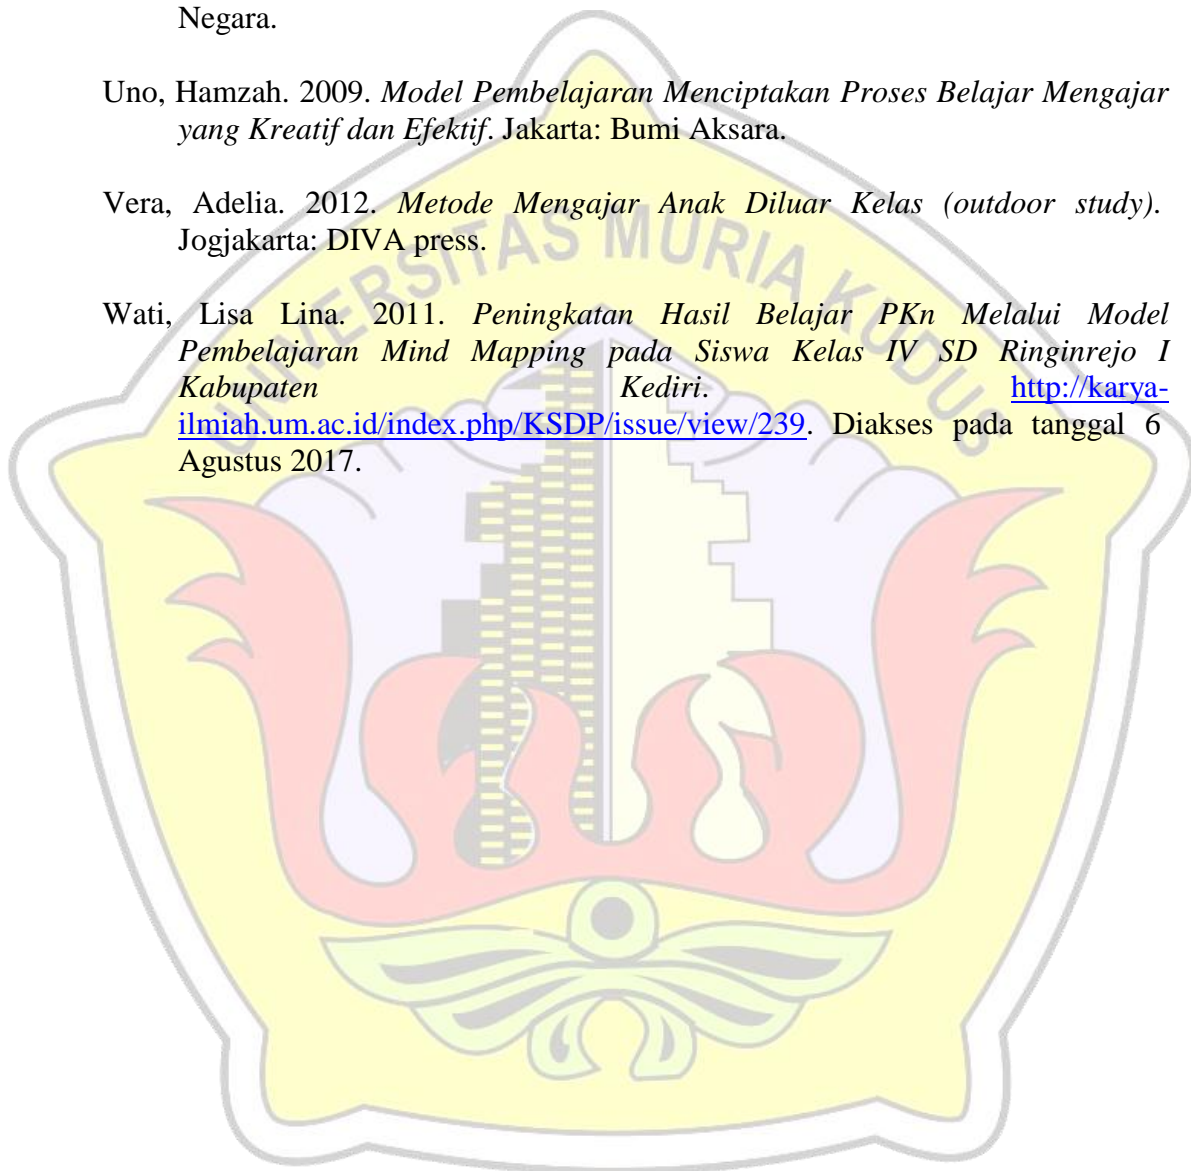 Negara.
Uno, Hamzah. 2009. Model Pembelajaran Menciptakan Proses Belajar Mengajar
yang Kreatif dan Efektif. Jakarta: Bumi Aksara.
Vera, Adelia. 2012. Metode Mengajar Anak Diluar Kelas (outdoor study).
Jogjakarta: DIVA press.
Wati, Lisa Lina. 2011. Peningkatan Hasil Belajar PKn Melalui Model
Pembelajaran Mind Mapping pada Siswa Kelas IV SD Ringinrejo I
Kabupaten Kediri. http://karya-
ilmiah.um.ac.id/index.php/KSDP/issue/view/239. Diakses pada tanggal 6
Agustus 2017.
UNIVERSITAS MURIA KUDUS